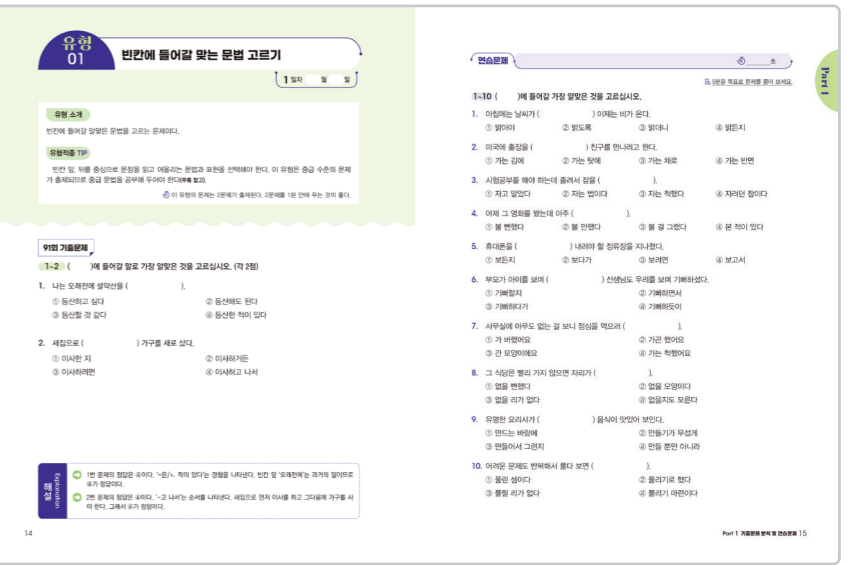 유형
01
빈칸에 들어갈 맞는 문법 고르기
1 일차 월 일
유형 소개
빈칸에 들어갈 알맞은 문법을 고르는 문제이다.
유형적중 TIP
빈칸 앞, 뒤를 중심으로 문장을 읽고 어울리는 문법과 표현을 선택해야 한다. 이 유형은 중급 수준의 문제
가 출제되므로 중급 문법을 공부해 두어야 한다(부록 참고).
이 유형의 문제는 2문제가 출제된다. 2문제를 1분 안에 푸는 것이 좋다.
91회 기출문제
1~2 ( )에 들어갈 말로 가장 알맞은 것을 고르십시오. (각 2점)
1. 나는 오래전에 설악산을 ( ).
① 등산하고 싶다 ② 등산해도 된다
③ 등산할 것 같다 ④ 등산한 적이 있다
2. 새집으로 ( ) 가구를 새로 샀다.
① 이사한 지 ② 이사하거든
③ 이사하려면 ④ 이사하고 나서
해설
Explanation
1번 문제의 정답은 ④이다. '-은/ㄴ 적이 있다'는 경험을 나타낸다. 빈칸 앞 '오래전에'는 과거의 일이므로
④가 정답이다.
2번 문제의 정답은 ④이다. '-고 나서'는 순서를 나타낸다. 새집으로 먼저 이사를 하고 그다음에 가구를 사
야 한다. 그래서 ④가 정답이다.
14
연습문제
초
5분을 목표로 문제를 풀어 보세요.
Part 1
1~10 ( )에 들어갈 가장 알맞은 것을 고르십시오.
1. 아침에는 날씨가 ( ) 이제는 비가 온다.
① 맑아야 ② 맑도록 ③ 맑더니 ④ 맑든지
2. 미국에 출장을 ( ) 친구를 만나려고 한다.
① 가는 김에 ② 가는 탓에 ③ 가는 채로 ④ 가는 반면
3. 시험공부를 해야 하는데 졸려서 잠을 ( ).
① 자고 말았다 ② 자는 법이다 ③ 자는 척했다 ④ 자려던 참이다
4. 어제 그 영화를 봤는데 아주 ( ).
① 볼 뻔했다 ② 볼 만했다 ③ 볼 걸 그랬다 ④ 본 적이 있다
5. 휴대폰을 ( ) 내려야 할 정류장을 지나쳤다.
① 보든지 ② 보다가 ③ 보려면 ④ 보고서
6. 부모가 아이를 보며 ( ) 선생님도 우리를 보며 기뻐하셨다.
① 기뻐할지 ② 기뻐하면서
③ 기뻐하다가 ④ 기뻐하듯이
7. 사무실에 아무도 없는 걸 보니 점심을 먹으러 ( ).
① 가 버렸어요 ② 가곤 했어요
③ 간 모양이에요 ④ 가는 척했어요
8. 그 식당은 빨리 가지 않으면 자리가 ( ).
① 없을 뻔했다 ② 없을 모양이다
③ 없을 리가 없다 ④ 없을지도 모른다
9. 유명한 요리사가 ( ) 음식이 맛있어 보인다.
① 만드는 바람에 ② 만들기가 무섭게
③ 만들어서 그런지 ④ 만들 뿐만 아니라
10. 어려운 문제도 반복해서 풀다 보면 ( ).
① 풀린 셈이다 ② 풀리기로 했다
③ 풀릴 리가 없다 ④ 풀리기 마련이다
Part 1 기출문제 분석 및 연습문제 15